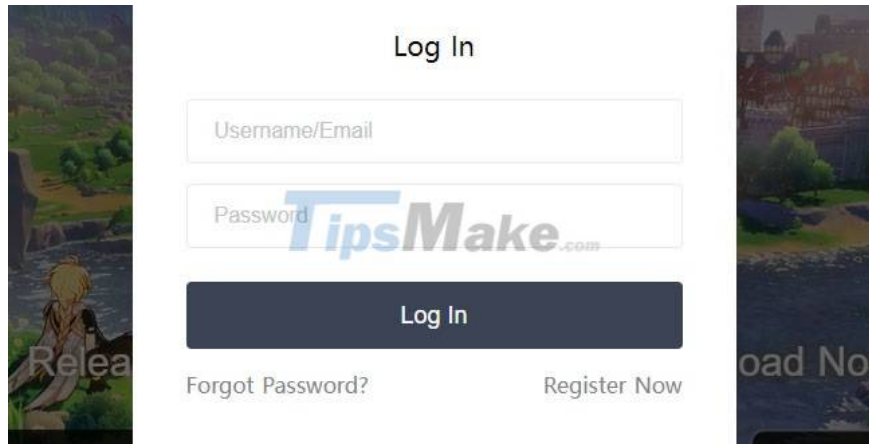 Log In
Username/Email
Password
TipsMake.com
Log In
Relea
oad No
Forgot Password?
Register Now